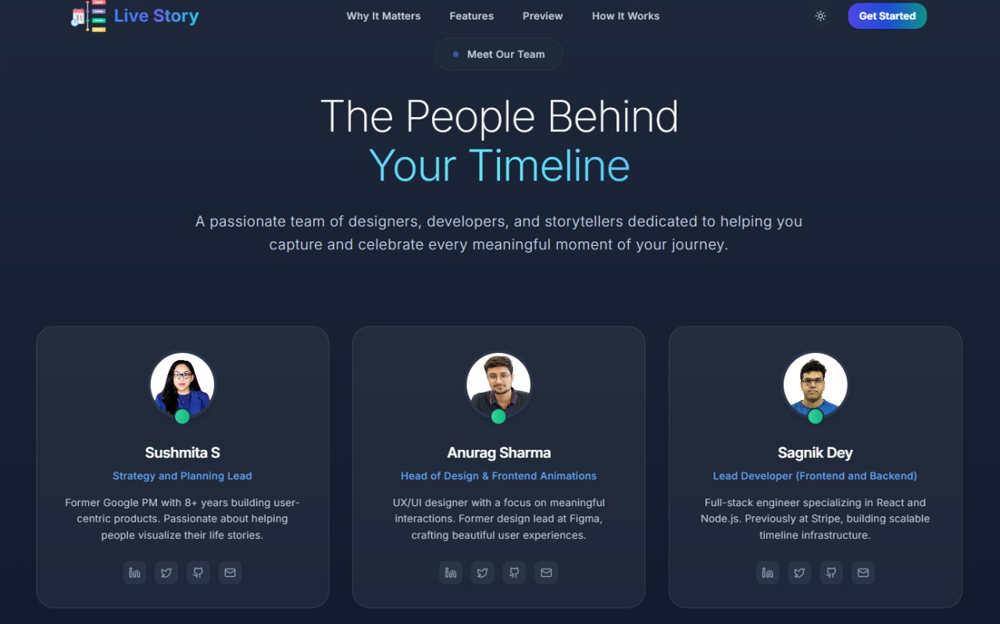 Live Story
Why It Matters
Features
Preview
How It Works
Get Started
Meet Our Team
The People Behind
Your Timeline
A passionate team of designers, developers, and storytellers dedicated to helping you
capture and celebrate every meaningful moment of your journey.
Sushmita S
Strategy and Planning Lead
Former Google PM with 8+ years building user-
centric products. Passionate about helping
people visualize their life stories.
Anurag Sharma
Head of Design & Frontend Animations
UX/UI designer with a focus on meaningful
interactions. Former design lead at Figma,
crafting beautiful user experiences.
Sagnik Dey
Lead Developer (Frontend and Backend)
Full-stack engineer specializing in React and
Node.js. Previously at Stripe, building scalable
timeline infrastructure.